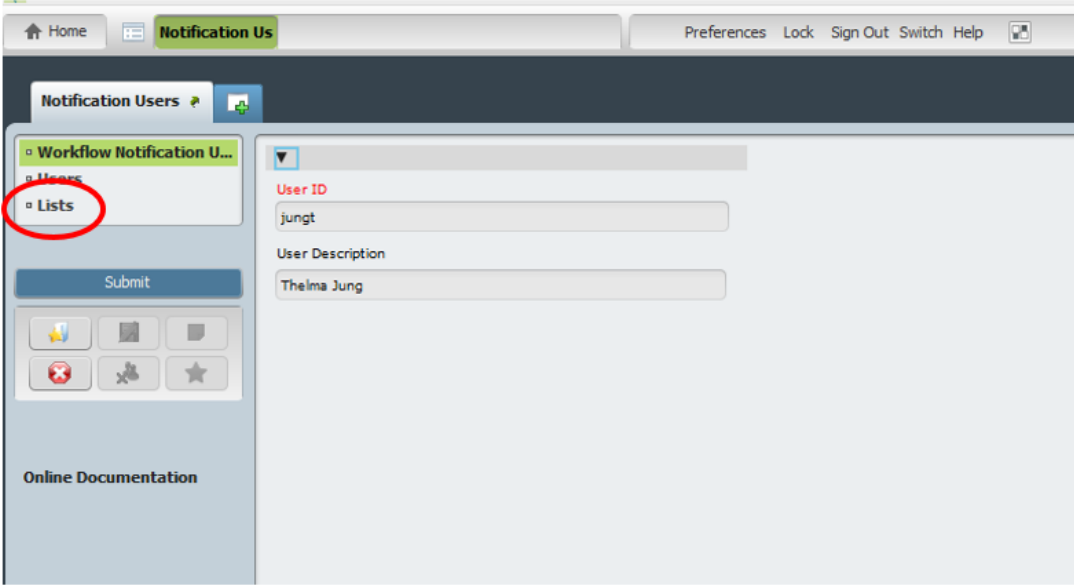 Home
Notification Us
Preferences Lock Sign Out Switch Help
Notification Users
Workflow Notification U...
Users
Lists
User ID
jungt
User Description
Thelma Jung
Submit
Online Documentation